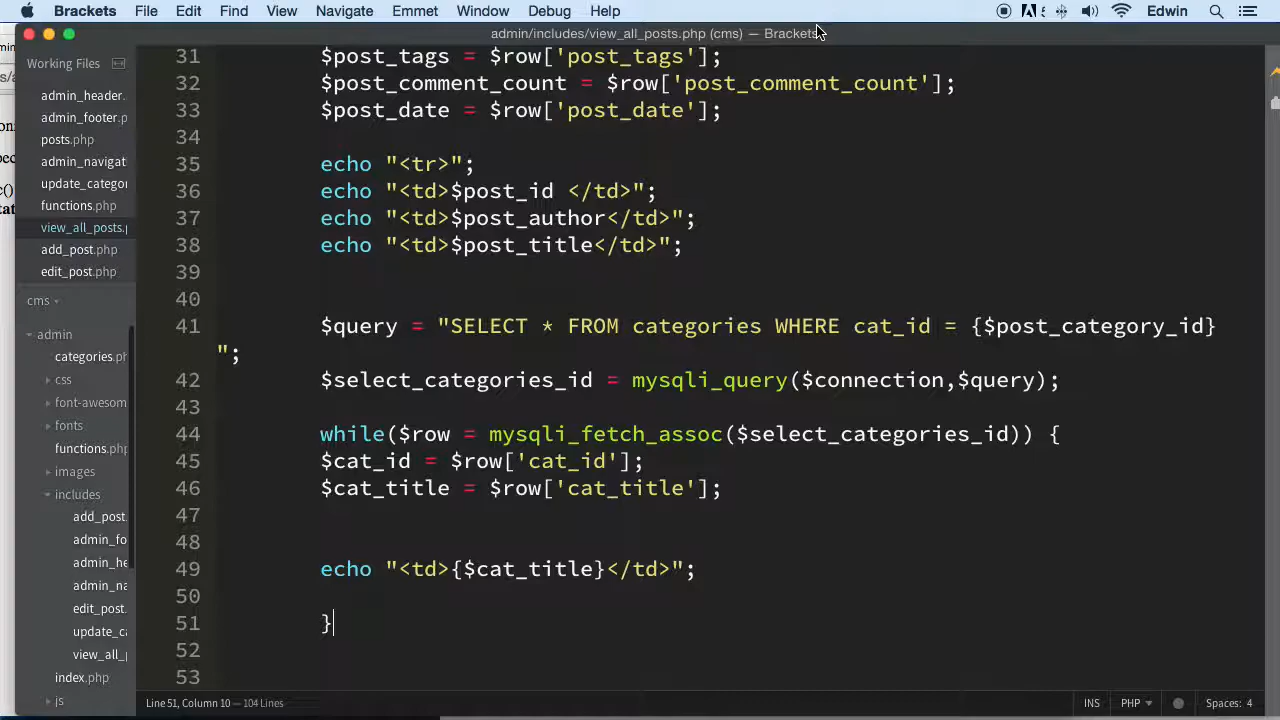 Brackets File Edit Find View Navigate Emmet Window Debug Help Edwin
admin/includes/view_all_posts.php (cms) — Brackets
Working Files
admin_header.
admin_footer.p
posts.php
admin_navigat
update_categor
functions.php
view_all_posts.p
add_post.php
edit_post.php
cms
admin
categories.ph
css
font-awesom
fonts
functions.php
images
includes
add_post.
admin_fo
admin_he
admin_na
edit_post.
update_ca
view_all_p
index.php
js
31 $post_tags = $row['post_tags'];
32 $post_comment_count = $row['post_comment_count'];
33 $post_date = $row['post_date'];
34
35 echo "<tr>";
36 echo "<td>$post_id </td>";
37 echo "<td>$post_author</td>";
38 echo "<td>$post_title</td>";
39
40
41 $query = "SELECT * FROM categories WHERE cat_id = {$post_category_id}
";
42 $select_categories_id = mysqli_query($connection,$query);
43
44 while($row = mysqli_fetch_assoc($select_categories_id)) {
45 $cat_id = $row['cat_id'];
46 $cat_title = $row['cat_title'];
47
48
49 echo "<td>{$cat_title}</td>";
50
51 }
52
53
Line 51, Column 10 — 104 Lines
INS PHP Spaces: 4